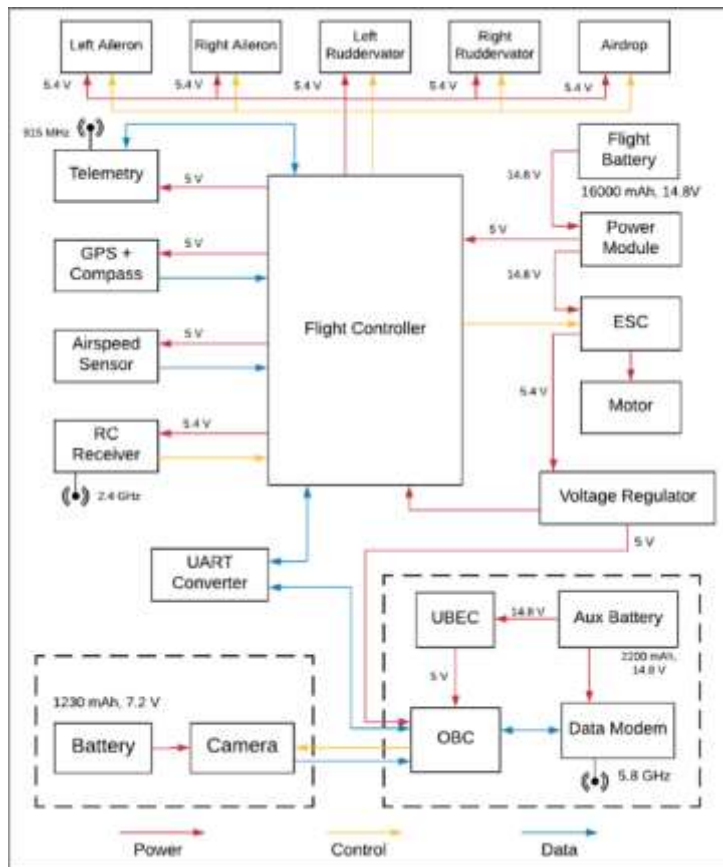 Left Aileron
Right Aileron
Left
Ruddervator
Right
Ruddervator
Airdrop
5.4 V
5.4 V
5.4 V
5.4 V
5.4 V
915 MHz
Telemetry
5 V
Flight
Battery
14.8 V
16000 mAh, 14.8V
GPS +
Compass
5 V
5 V
Power
Module
14.8 V
Flight Controller
Airspeed
Sensor
5 V
ESC
5.4 V
Motor
RC
Receiver
5.4 V
2.4 GHz
Voltage Regulator
5 V
UART
Converter
UBEC
14.8 V
Aux Battery
2200 mAh,
14.8 V
5 V
1230 mAh, 7.2 V
Battery
Camera
OBC
Data Modem
5.8 GHz
Power
Control
Data